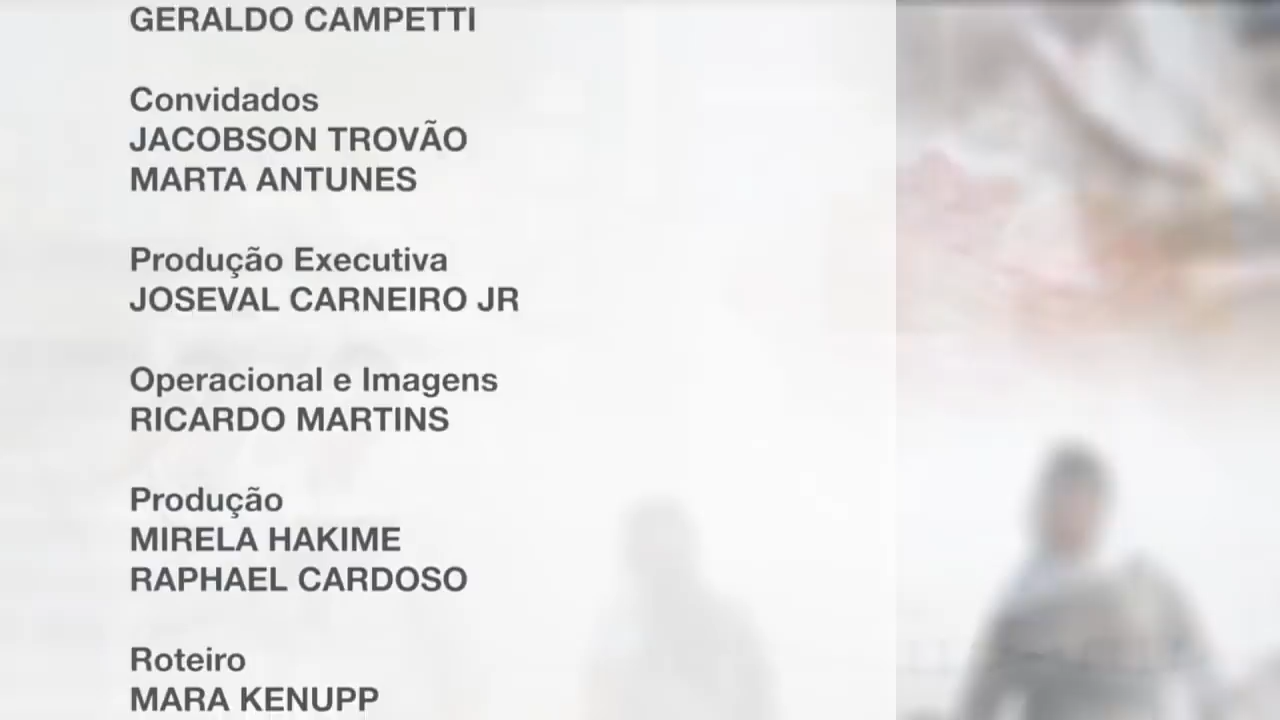 GERALDO CAMPETTI
Convidados
JACOBSON TROVÃO
MARTA ANTUNES
Produção Executiva
JOSEVAL CARNEIRO JR
Operacional e Imagens
RICARDO MARTINS
Produção
MIRELA HAKIME
RAPHAEL CARDOSO
Roteiro
MARA KENUPP